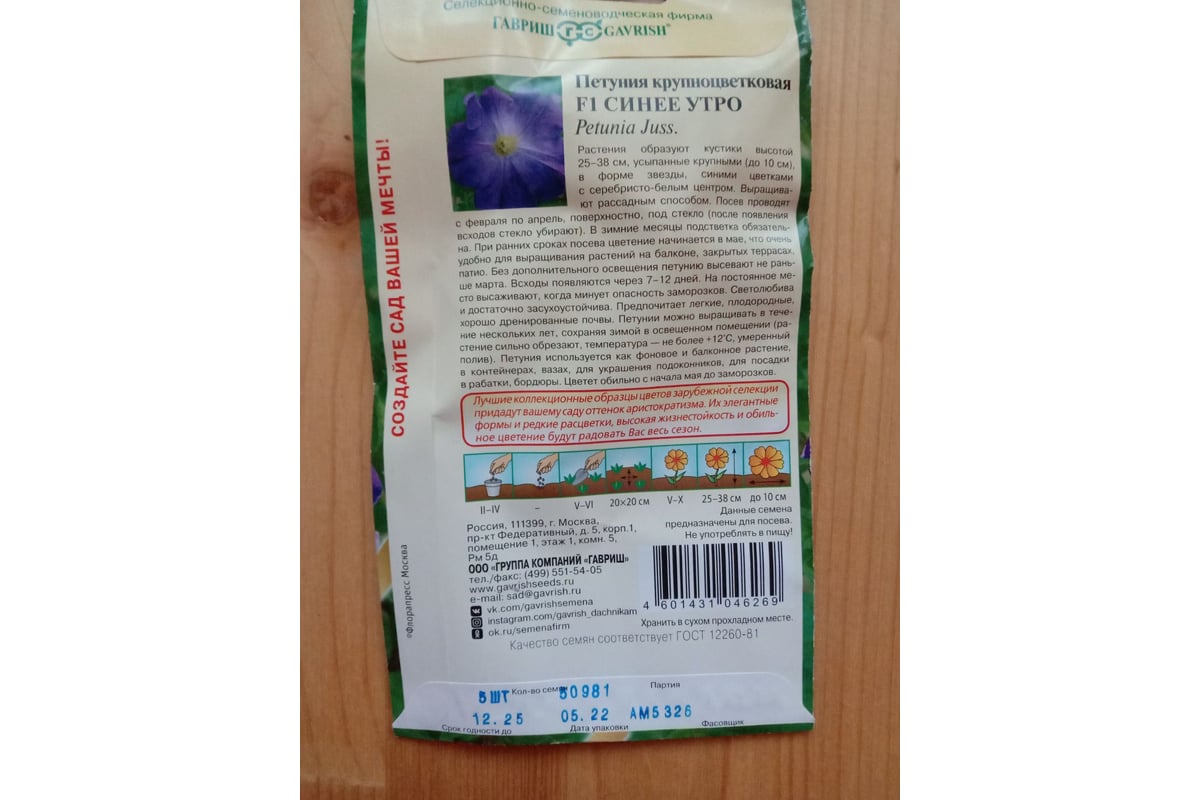 Селекционно-семеноводческая фирма
ГАВРИШ ГС GAVRISH®
СОЗДАЙТЕ САД ВАШЕЙ МЕЧТЫ!
Петуния крупноцветковая
F1 СИНЕЕ УТРО
Petunia Juss.
Растения образуют кустики высотой
25–38 см, усыпанные крупными (до 10 см),
в форме звезды, синими цветками
с серебристо-белым центром. Выращива-
ют рассадным способом. Посев проводят
с февраля по апрель, поверхностно, под стекло (после появления
всходов стекло убирают). В зимние месяцы подстветка обязатель-
на. При ранних сроках посева цветение начинается в мае, что очень
удобно для выращивания растений на балконе, закрытых террасах,
патио. Без дополнительного освещения петунию высевают не рань-
ше марта. Всходы появляются через 7–12 дней. На постоянное ме-
сто высаживают, когда минует опасность заморозков. Светолюбива
и достаточно засухоустойчива. Предпочитает легкие, плодородные,
хорошо дренированные почвы. Петунии можно выращивать в тече-
ние нескольких лет, сохраняя зимой в освещенном помещении (ра-
стение сильно обрезают, температура — не более +12°С, умеренный
полив). Петуния используется как фоновое и балконное растение,
в контейнерах, вазах, для украшения подоконников, для посадки
в рабатки, бордюры. Цветет обильно с начала мая до заморозков.
Лучшие коллекционные образцы цветов зарубежной селекции
придадут вашему саду оттенок аристократизма. Их элегантные
формы и редкие расцветки, высокая жизнестойкость и обиль-
ное цветение будут радовать Вас весь сезон.
II–IV – V–VI 20×20 см V–X 25–38 см до 10 см
Россия, 111399, г. Москва,
пр-кт Федеративный, д. 5, корп.1,
помещение 1, этаж 1, комн. 5,
Рм 5д
ООО «ГРУППА КОМПАНИЙ «ГАВРИШ»
тел./факс: (499) 551-54-05
www.gavrishseeds.ru
e-mail: sad@gavrish.ru
vk.com/gavrishsemena
instagram.com/gavrish_dachnikam
ok.ru/semenafirm
Данные семена
предназначены для посева.
Не употреблять в пищу!
4 601431 046269
Хранить в сухом прохладном месте.
Качество семян соответствует ГОСТ 12260-81
®Флорапресс Москва
5 ШТ Кол-во семян 50981 Партия
12.25 05.22 АМ5326
Срок годности до Дата упаковки Фасовщик